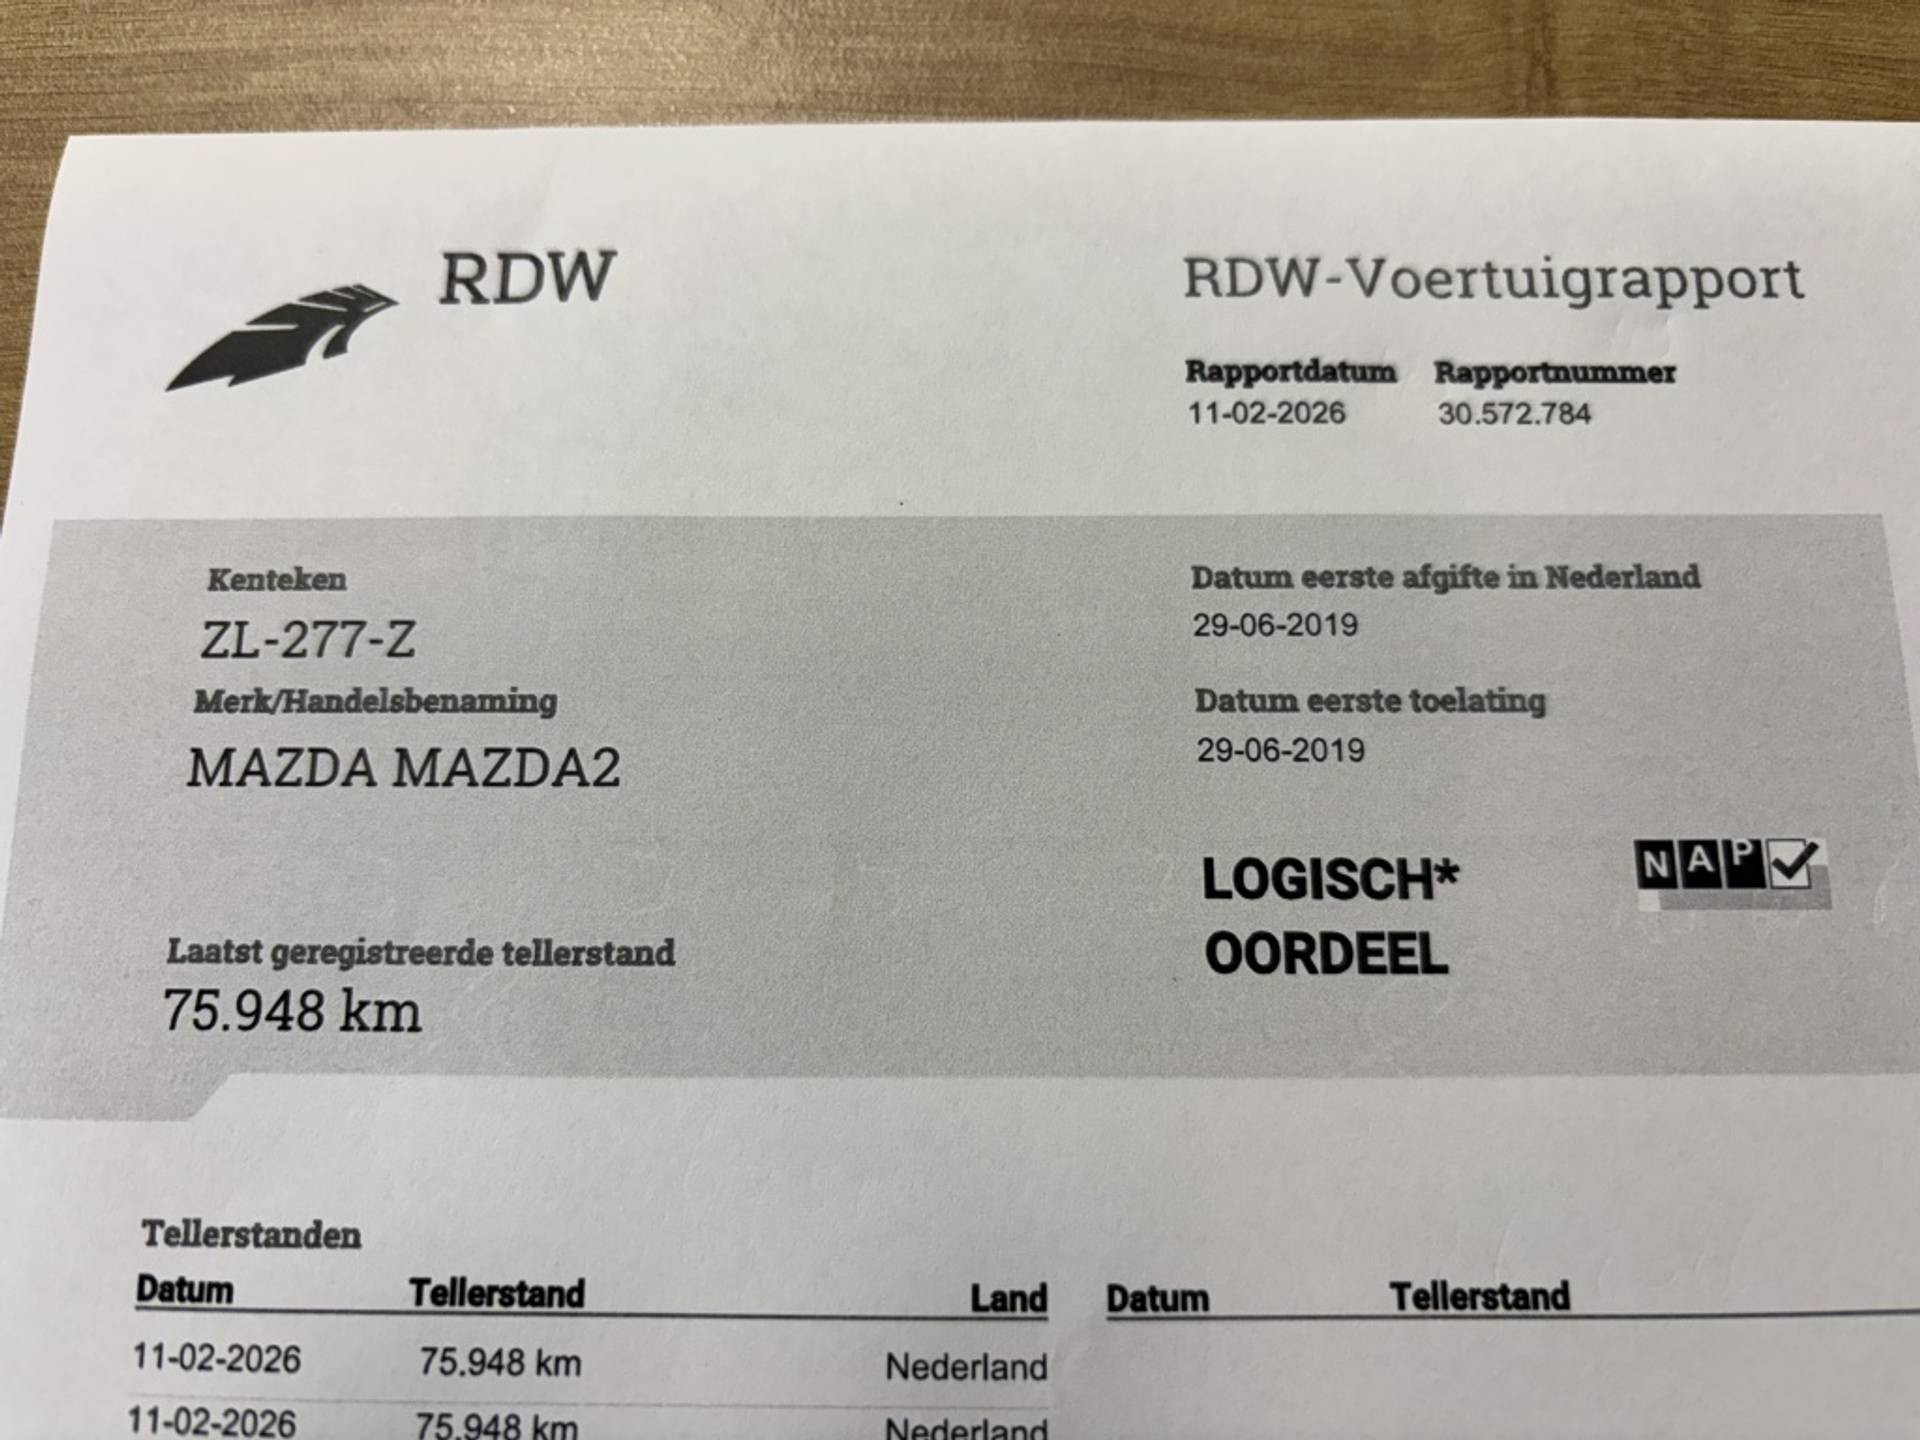 RDW
RDW-Voertuigrapport
Rapportdatum Rapportnummer
11-02-2026 30.572.784
Kenteken
ZL-277-Z
Merk/Handelsbenaming
MAZDA MAZDA2
Laatst geregistreerde tellerstand
75.948 km
Datum eerste afgifte in Nederland
29-06-2019
Datum eerste toelating
29-06-2019
LOGISCH*
OORDEEL
NAP
Tellerstanden
Datum Tellerstand Land Datum Tellerstand
11-02-2026 75.948 km Nederland
11-02-2026 75.948 km Nederland